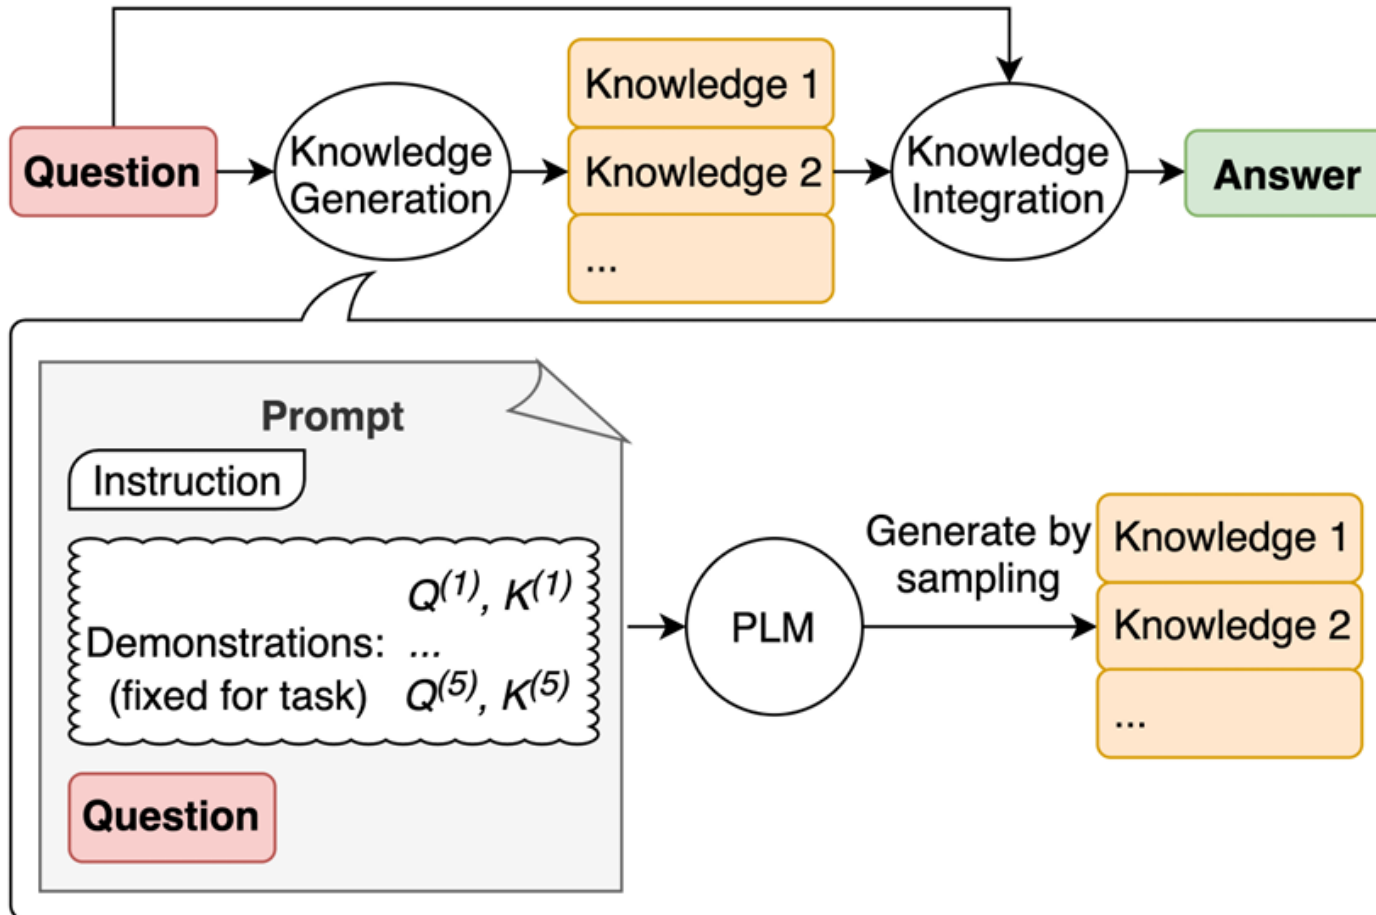 Question
Knowledge
Generation
Knowledge 1
Knowledge 2
...
Knowledge
Integration
Answer
Prompt
Instruction
Q(1), K(1)
Demonstrations: ...
(fixed for task) Q(5), K(5)
Question
PLM
Generate by
sampling
Knowledge 1
Knowledge 2
...